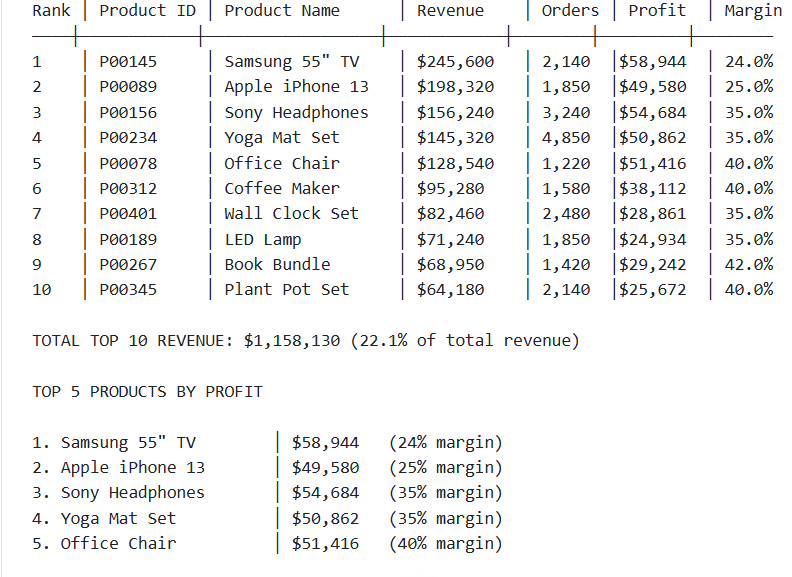 Rank | Product ID | Product Name | Revenue | Orders | Profit | Margin
1 | P00145 | Samsung 55" TV | $245,600 | 2,140 | $58,944 | 24.0%
2 | P00089 | Apple iPhone 13 | $198,320 | 1,850 | $49,580 | 25.0%
3 | P00156 | Sony Headphones | $156,240 | 3,240 | $54,684 | 35.0%
4 | P00234 | Yoga Mat Set | $145,320 | 4,850 | $50,862 | 35.0%
5 | P00078 | Office Chair | $128,540 | 1,220 | $51,416 | 40.0%
6 | P00312 | Coffee Maker | $95,280 | 1,580 | $38,112 | 40.0%
7 | P00401 | Wall Clock Set | $82,460 | 2,480 | $28,861 | 35.0%
8 | P00189 | LED Lamp | $71,240 | 1,850 | $24,934 | 35.0%
9 | P00267 | Book Bundle | $68,950 | 1,420 | $29,242 | 42.0%
10 | P00345 | Plant Pot Set | $64,180 | 2,140 | $25,672 | 40.0%
TOTAL TOP 10 REVENUE: $1,158,130 (22.1% of total revenue)
TOP 5 PRODUCTS BY PROFIT
1. Samsung 55" TV | $58,944 (24% margin)
2. Apple iPhone 13 | $49,580 (25% margin)
3. Sony Headphones | $54,684 (35% margin)
4. Yoga Mat Set | $50,862 (35% margin)
5. Office Chair | $51,416 (40% margin)